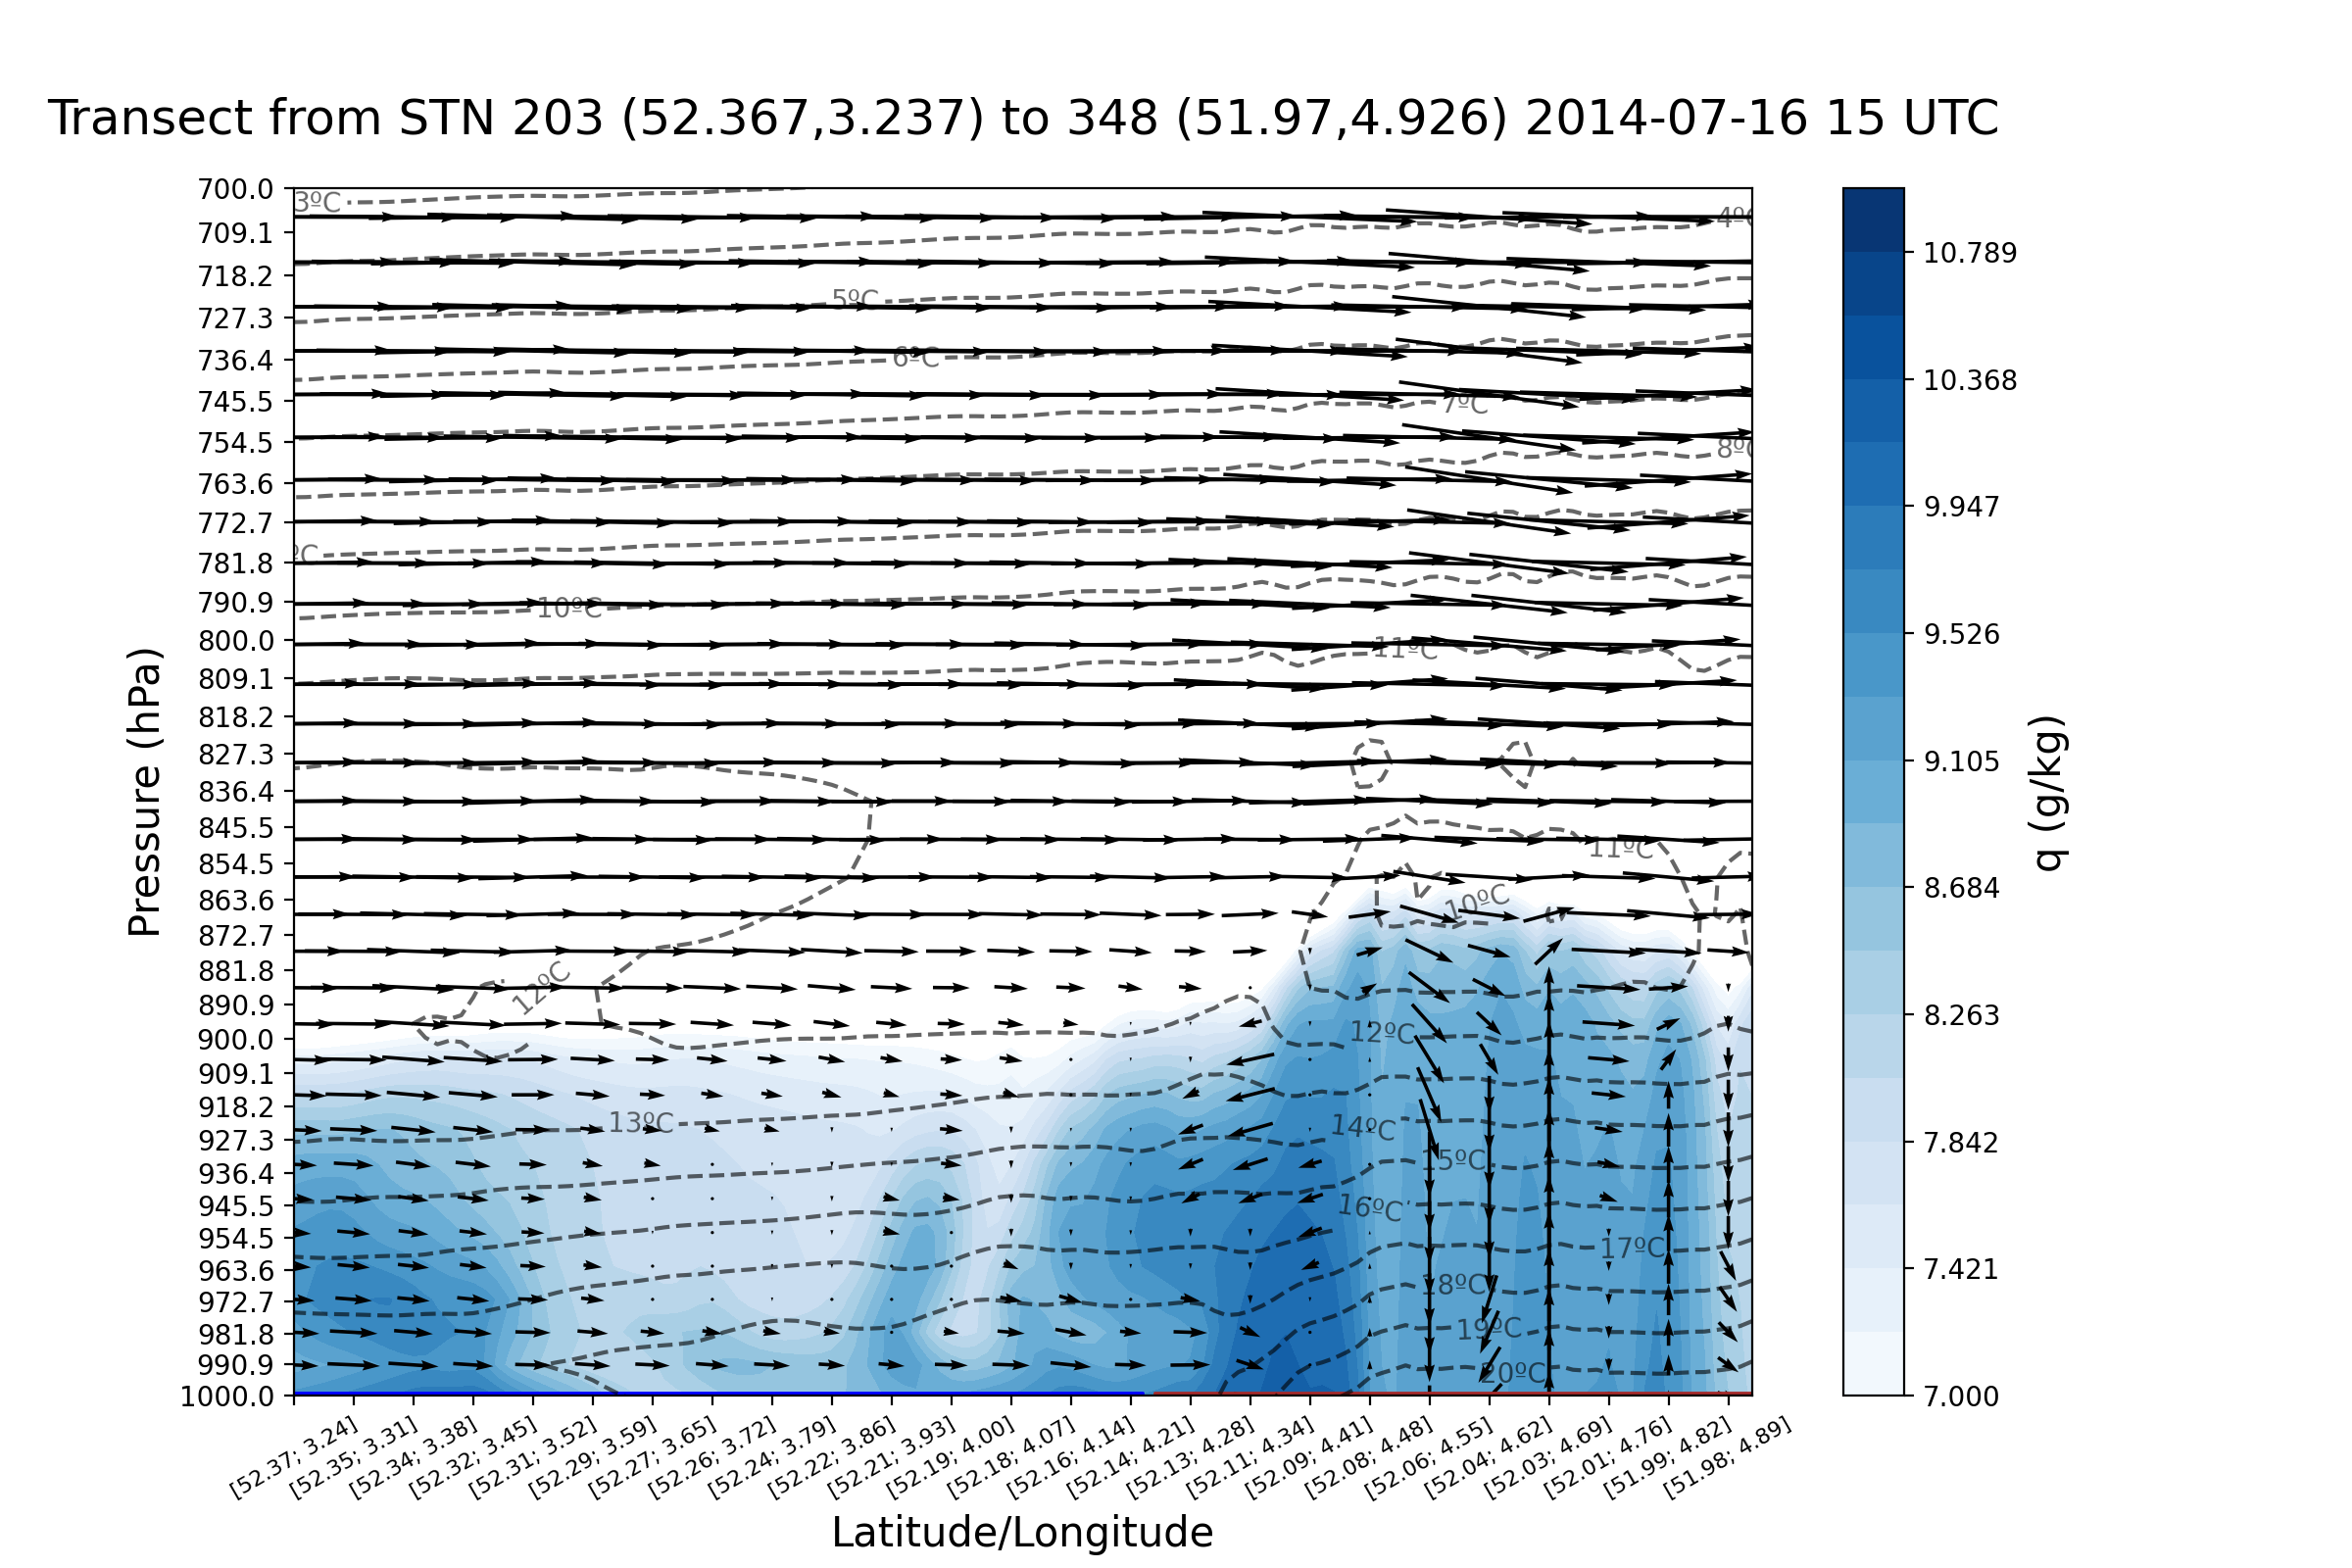 Transect from STN 203 (52.367,3.237) to 348 (51.97,4.926) 2014-07-16 15 UTC
700.0
709.1
718.2
727.3
736.4
745.5
754.5
763.6
772.7
781.8
790.9
800.0
809.1
818.2
827.3
836.4
845.5
854.5
863.6
872.7
881.8
890.9
900.0
909.1
918.2
927.3
936.4
945.5
954.5
963.6
972.7
981.8
990.9
1000.0
Pressure (hPa)
3ºC
4ºC
5ºC
6ºC
7ºC
8ºC
ºC
10ºC
11ºC
11ºC
10ºC
12ºC
12ºC
13ºC
14ºC
15ºC
16ºC
17ºC
18ºC
19ºC
20ºC
[52.37; 3.24]
[52.35; 3.31]
[52.34; 3.38]
[52.32; 3.45]
[52.31; 3.52]
[52.29; 3.59]
[52.27; 3.65]
[52.26; 3.72]
[52.24; 3.79]
[52.22; 3.86]
[52.21; 3.93]
[52.19; 4.00]
[52.18; 4.07]
[52.16; 4.14]
[52.14; 4.21]
[52.13; 4.28]
[52.11; 4.34]
[52.09; 4.41]
[52.08; 4.48]
[52.06; 4.55]
[52.04; 4.62]
[52.03; 4.69]
[52.01; 4.76]
[51.99; 4.82]
[51.98; 4.89]
Latitude/Longitude
10.789
10.368
9.947
9.526
9.105
8.684
8.263
7.842
7.421
7.000
q (g/kg)